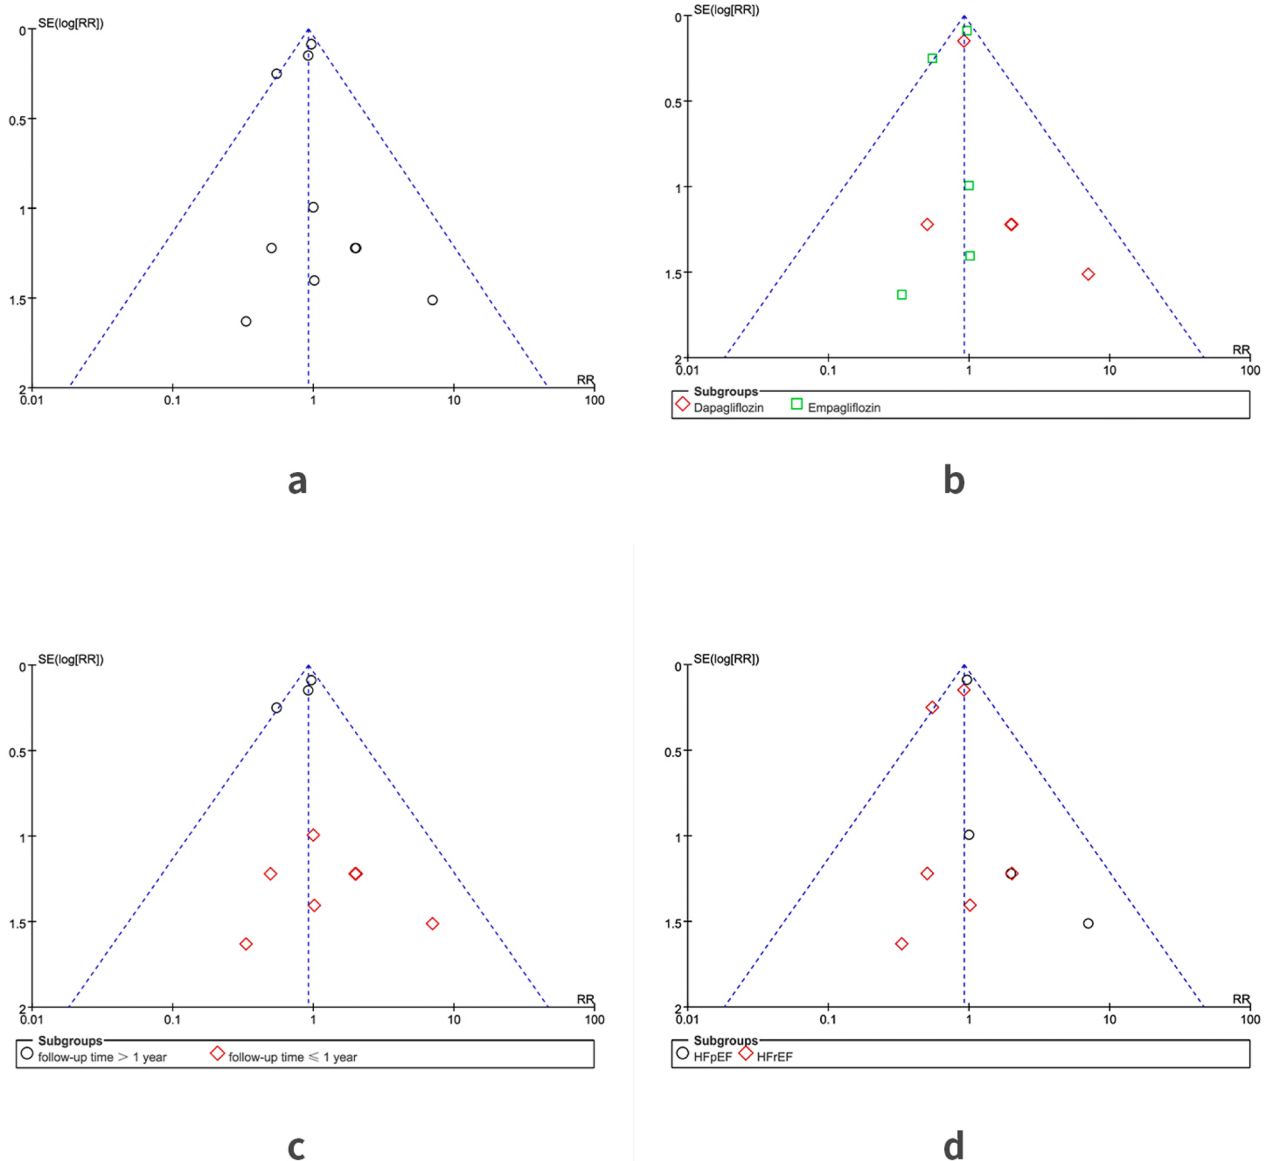 SE(log[RR])
0
0.5
1
1.5
2
0.01 0.1 1 10 100
RR
a
SE(log[RR])
0
0.5
1
1.5
2
0.01 0.1 1 10 100
RR
Subgroups
Dapagliflozin Empagliflozin
b
SE(log[RR])
0
0.5
1
1.5
2
0.01 0.1 1 10 100
RR
Subgroups
follow-up time > 1 year follow-up time ⩽ 1 year
c
SE(log[RR])
0
0.5
1
1.5
2
0.01 0.1 1 10 100
RR
Subgroups
HFpEF HFrEF
d